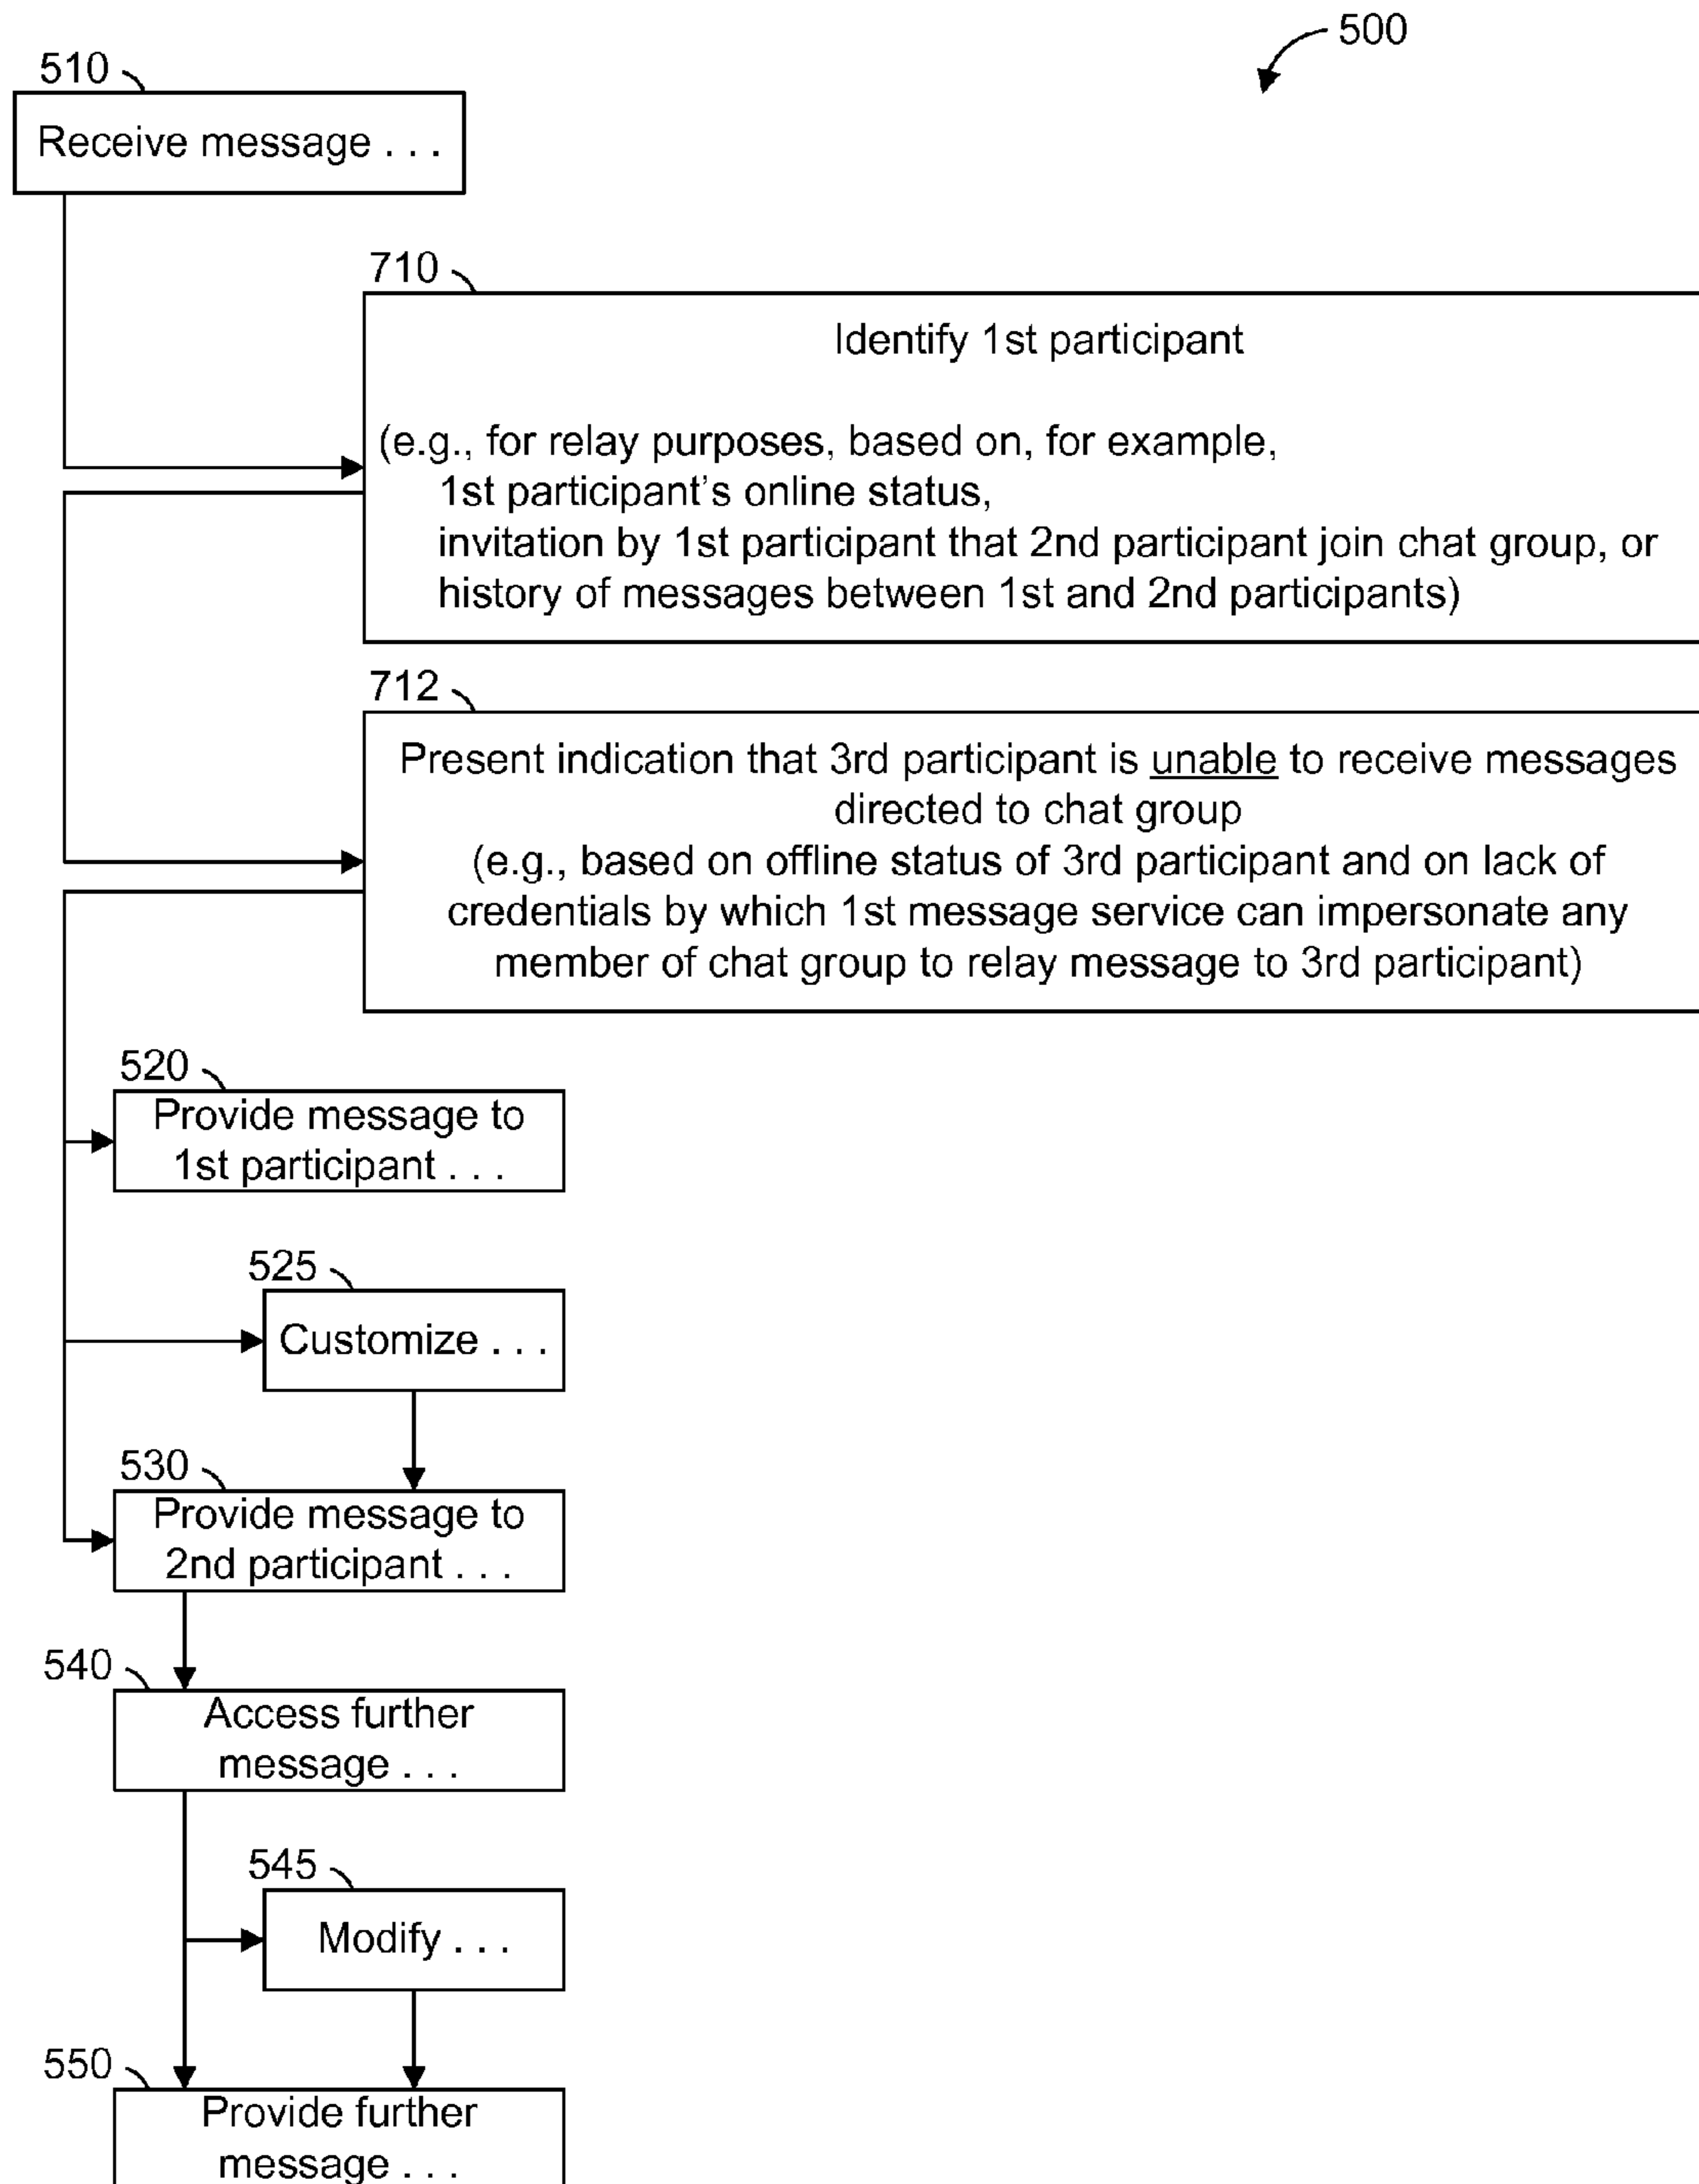 500
510
Receive message . . .
710
Identify 1st participant
(e.g., for relay purposes, based on, for example,
1st participant’s online status,
invitation by 1st participant that 2nd participant join chat group, or
history of messages between 1st and 2nd participants)
712
Present indication that 3rd participant is unable to receive messages
directed to chat group
(e.g., based on offline status of 3rd participant and on lack of
credentials by which 1st message service can impersonate any
member of chat group to relay message to 3rd participant)
520
Provide message to
1st participant . . .
525
Customize . . .
530
Provide message to
2nd participant . . .
540
Access further
message . . .
545
Modify . . .
550
Provide further
message . . .